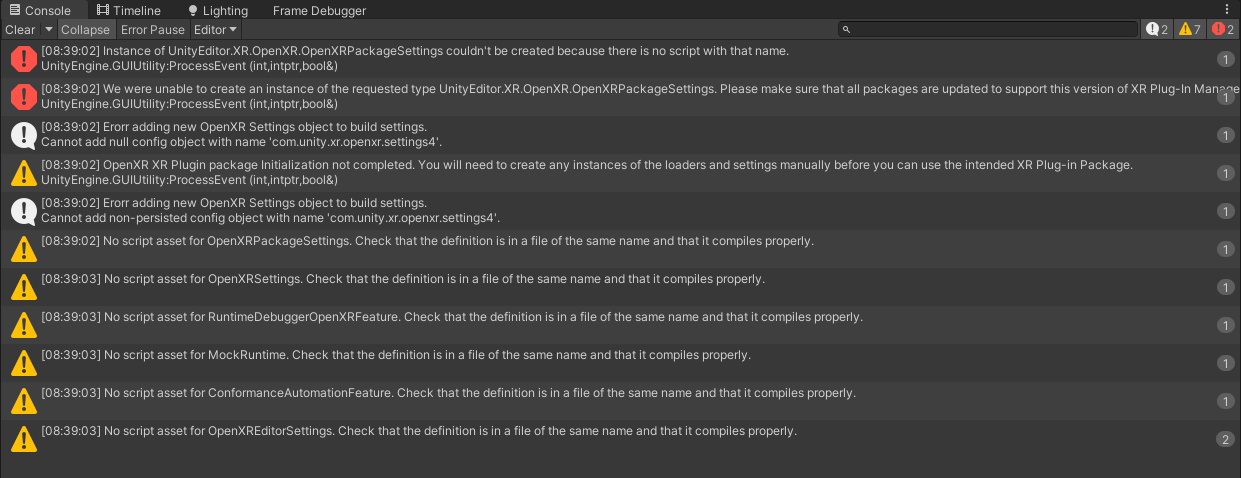 Console Timeline Lighting Frame Debugger
Clear Collapse Error Pause Editor 2 7 2
[08:39:02] Instance of UnityEditor.XR.OpenXR.OpenXRPackageSettings couldn't be created because there is no script with that name.
UnityEngine.GUIUtility:ProcessEvent (int,intptr,bool&)
1
[08:39:02] We were unable to create an instance of the requested type UnityEditor.XR.OpenXR.OpenXRPackageSettings. Please make sure that all packages are updated to support this version of XR Plug-In Manage
UnityEngine.GUIUtility:ProcessEvent (int,intptr,bool&)
1
[08:39:02] Erorr adding new OpenXR Settings object to build settings.
Cannot add null config object with name 'com.unity.xr.openxr.settings4'.
1
[08:39:02] OpenXR XR Plugin package Initialization not completed. You will need to create any instances of the loaders and settings manually before you can use the intended XR Plug-in Package.
UnityEngine.GUIUtility:ProcessEvent (int,intptr,bool&)
1
[08:39:02] Erorr adding new OpenXR Settings object to build settings.
Cannot add non-persisted config object with name 'com.unity.xr.openxr.settings4'.
1
[08:39:02] No script asset for OpenXRPackageSettings. Check that the definition is in a file of the same name and that it compiles properly.
1
[08:39:03] No script asset for OpenXRSettings. Check that the definition is in a file of the same name and that it compiles properly.
1
[08:39:03] No script asset for RuntimeDebuggerOpenXRFeature. Check that the definition is in a file of the same name and that it compiles properly.
1
[08:39:03] No script asset for MockRuntime. Check that the definition is in a file of the same name and that it compiles properly.
1
[08:39:03] No script asset for ConformanceAutomationFeature. Check that the definition is in a file of the same name and that it compiles properly.
1
[08:39:03] No script asset for OpenXREditorSettings. Check that the definition is in a file of the same name and that it compiles properly.
2